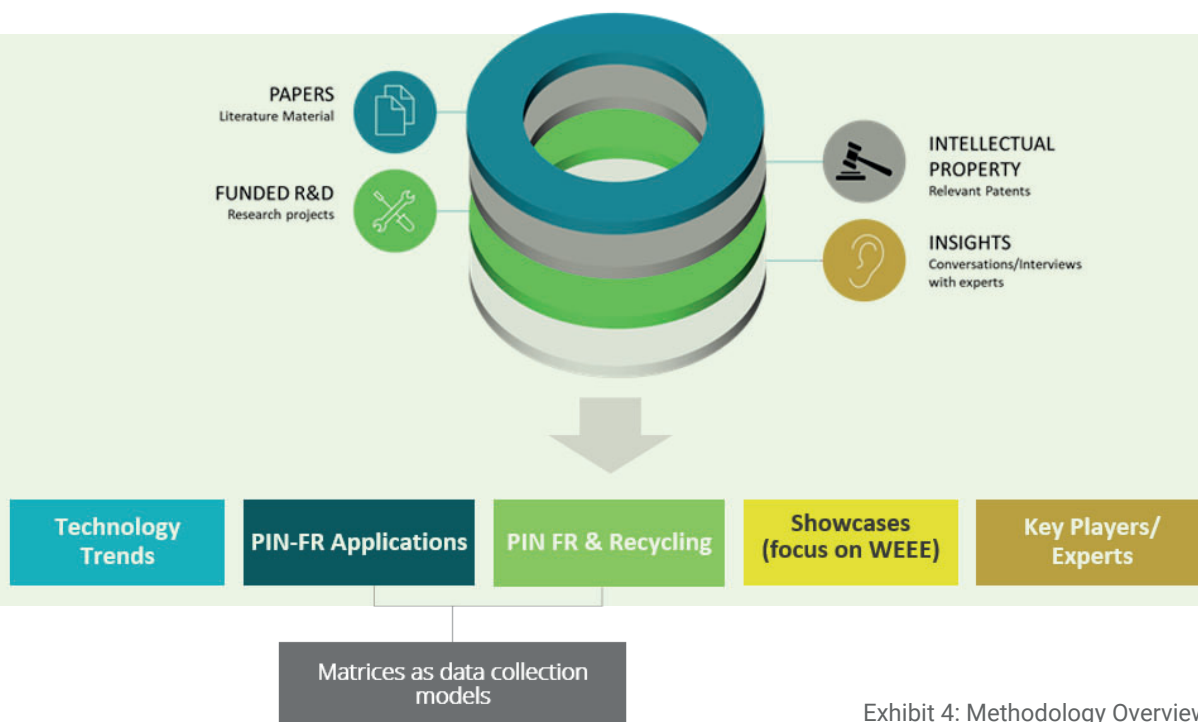 PAPERS
Literature Material
FUNDED R&D
Research projects
INTELLECTUAL
PROPERTY
Relevant Patents
INSIGHTS
Conversations/Interviews
with experts
Technology
Trends
PIN-FR Applications
PIN FR & Recycling
Showcases
(focus on WEEE)
Key Players/
Experts
Matrices as data collection
models
Exhibit 4: Methodology Overview